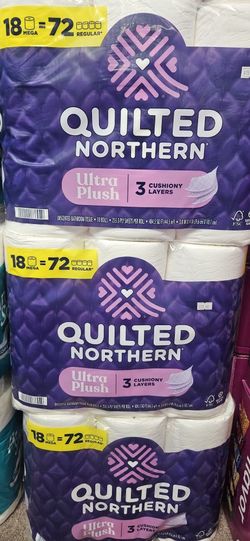 18 MEGA = 72 REGULAR*
QUILTED
NORTHERN
Ultra
Plush
3 CUSHIONY
LAYERS
FSC
18 MEGA = 72 REGULAR*
QUILTED
NORTHERN
Ultra
Plush
3 CUSHIONY
LAYERS
18 MEGA = 72 REGULAR*
QUILTED
NORTHERN
Ultra
Plush
3 CUSHIONY
LAYERS